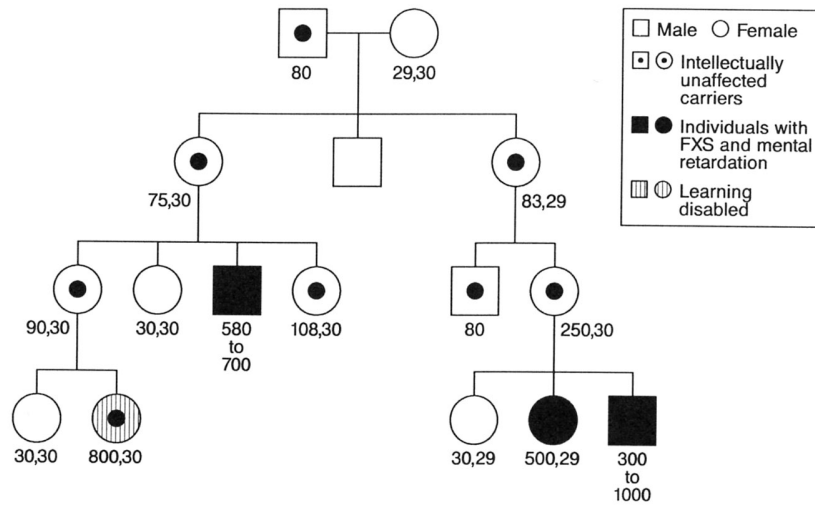 80
29,30
75,30
83,29
90,30
30,30
580
to
700
108,30
80
250,30
30,30
800,30
30,29
500,29
300
to
1000
Male Female
Intellectually
unaffected
carriers
Individuals with
FXS and mental
retardation
Learning
disabled